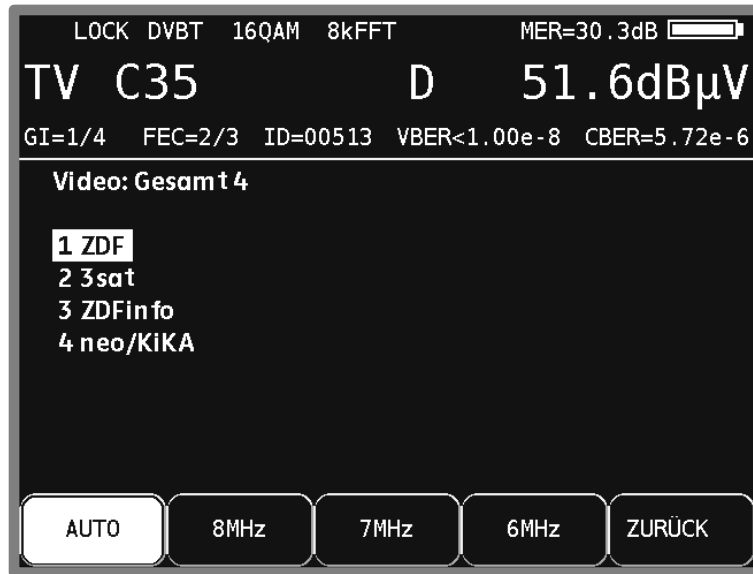 LOCK DVBT 16QAM 8kFFT MER=30.3dB
TV C35 D 51.6dBµV
GI=1/4 FEC=2/3 ID=00513 VBER<1.00e-8 CBER=5.72e-6
Video: Gesamt 4
1 ZDF
2 3sat
3 ZDFinfo
4 neo/KiKA
AUTO 8MHz 7MHz 6MHz ZURÜCK